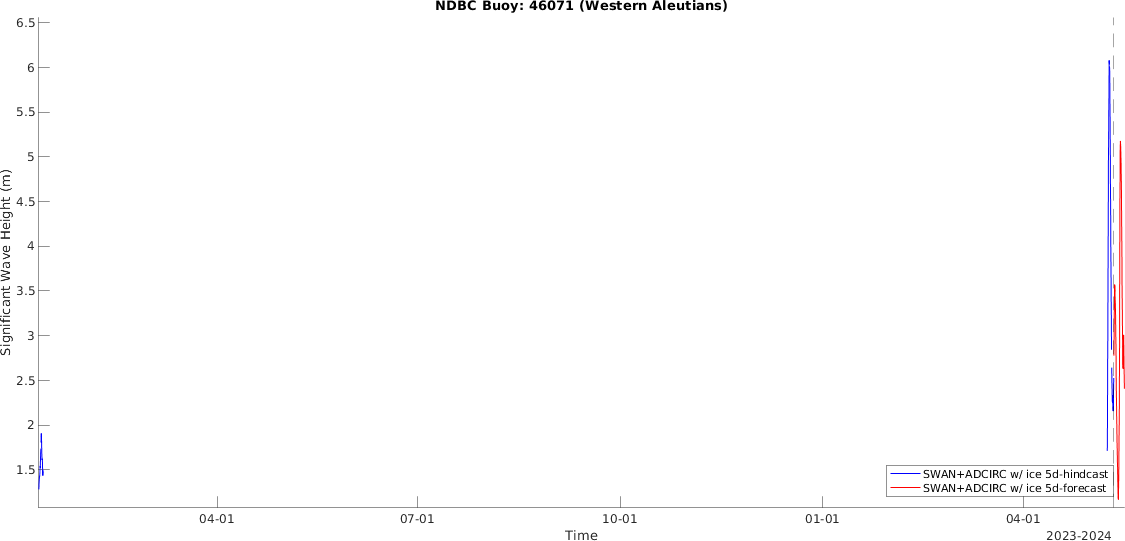 NDBC Buoy: 46071 (Western Aleutians)
6.5
6
5.5
5
4.5
4
3.5
3
2.5
2
1.5
Significant Wave Height (m)
SWAN+ADCIRC w/ ice 5d-hindcast
SWAN+ADCIRC w/ ice 5d-forecast
04-01 07-01 10-01 01-01 04-01
Time
2023-2024